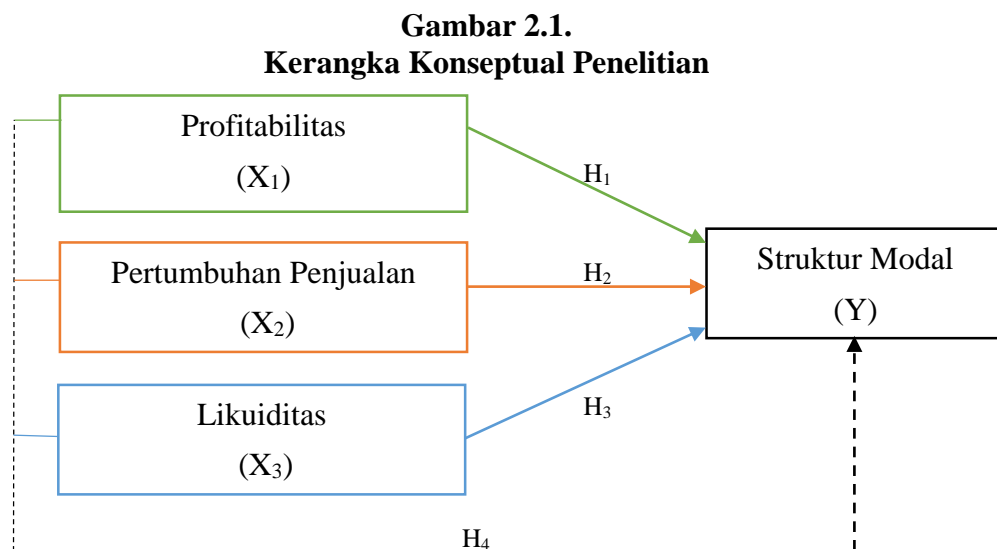 Gambar 2.1.
Kerangka Konseptual Penelitian
Profitabilitas
(X₁)
H₁
Pertumbuhan Penjualan
(X₂)
H₂
Struktur Modal
(Y)
Likuiditas
(X₃)
H₃
H₄